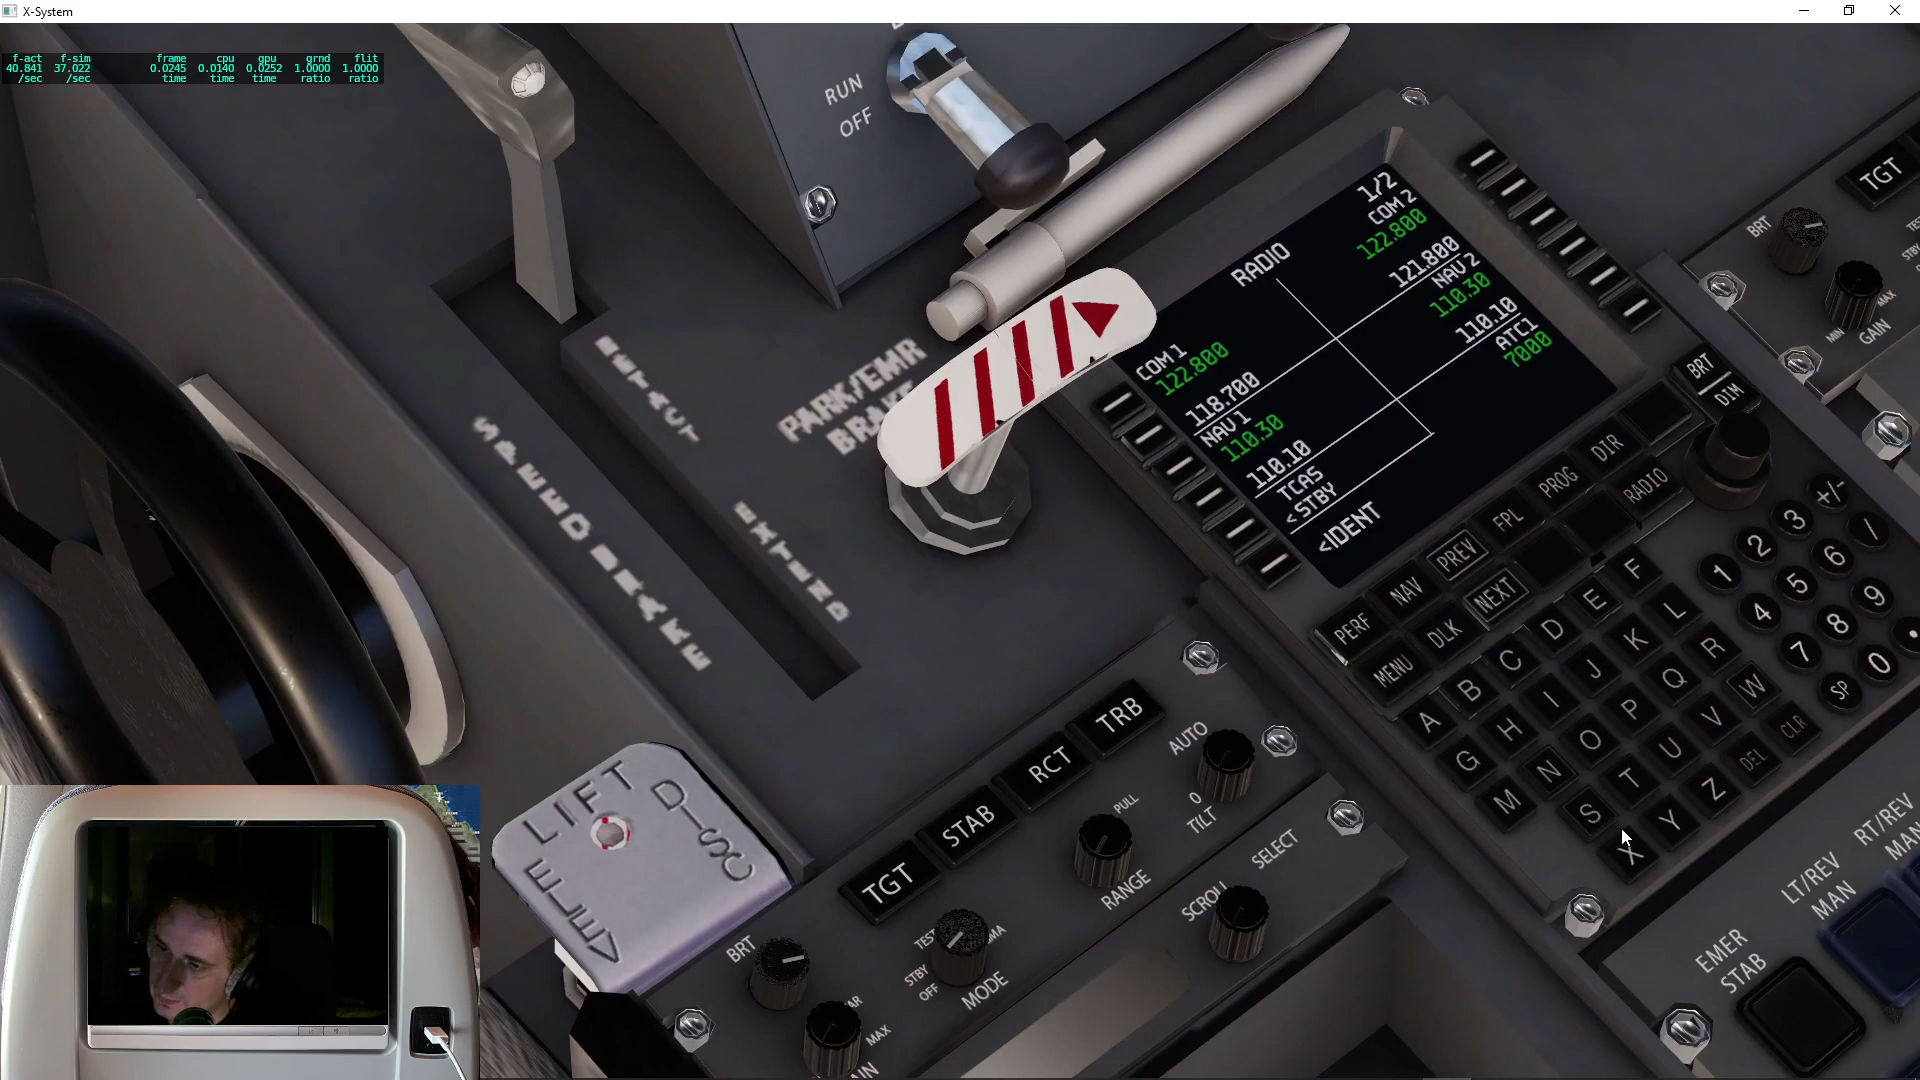 X-System
f-act f-sim frame cpu gpu grnd flit
40.841 37.022 0.0245 0.0140 0.0252 1.0000 1.0000
/sec /sec time time time ratio ratio
RUN
OFF
RETRACT
EXTEND
SPEED BRAKE
PARK/EMR
RADIO 1/2
COM 1 COM 2
122.800 122.800
118.700 121.800
NAV 1 NAV 2
110.30 110.30
110.10 110.10
TCAS ATC1
<STBY 7000
<IDENT
TGT
BRT
MIN MAX
GAIN
BRT
DIM
PERF NAV PREV FPL PROG DIR
MENU DLK NEXT RADIO
A B C D E F
G H I J K L
M N O P Q R
S T U V W
X Y Z DEL CLR
1 2 3 +/-
4 5 6 /
7 8 9
SP 0 .
ELEV
LIFT
DISC
TGT STAB RCT TRB
AUTO
0
TILT
PULL
RANGE
SELECT
SCROLL
BRT
TEST
STBY
OFF
MODE
MAX
LT/REV
MAN
RT/REV
EMER
STAB